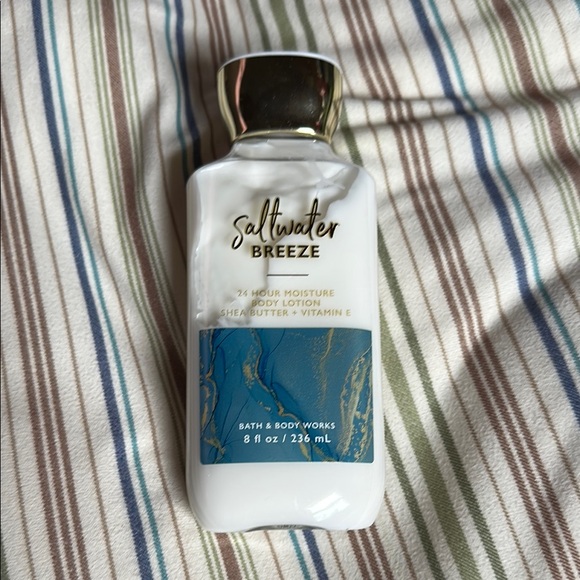 Saltwater
BREEZE
24 HOUR MOISTURE
BODY LOTION
SHEA BUTTER + VITAMIN E
BATH & BODY WORKS
8 fl oz / 236 mL